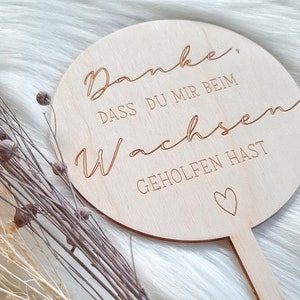 Danke,
DASS DU MIR BEIM
Wachsen
GEHOLFEN HAST